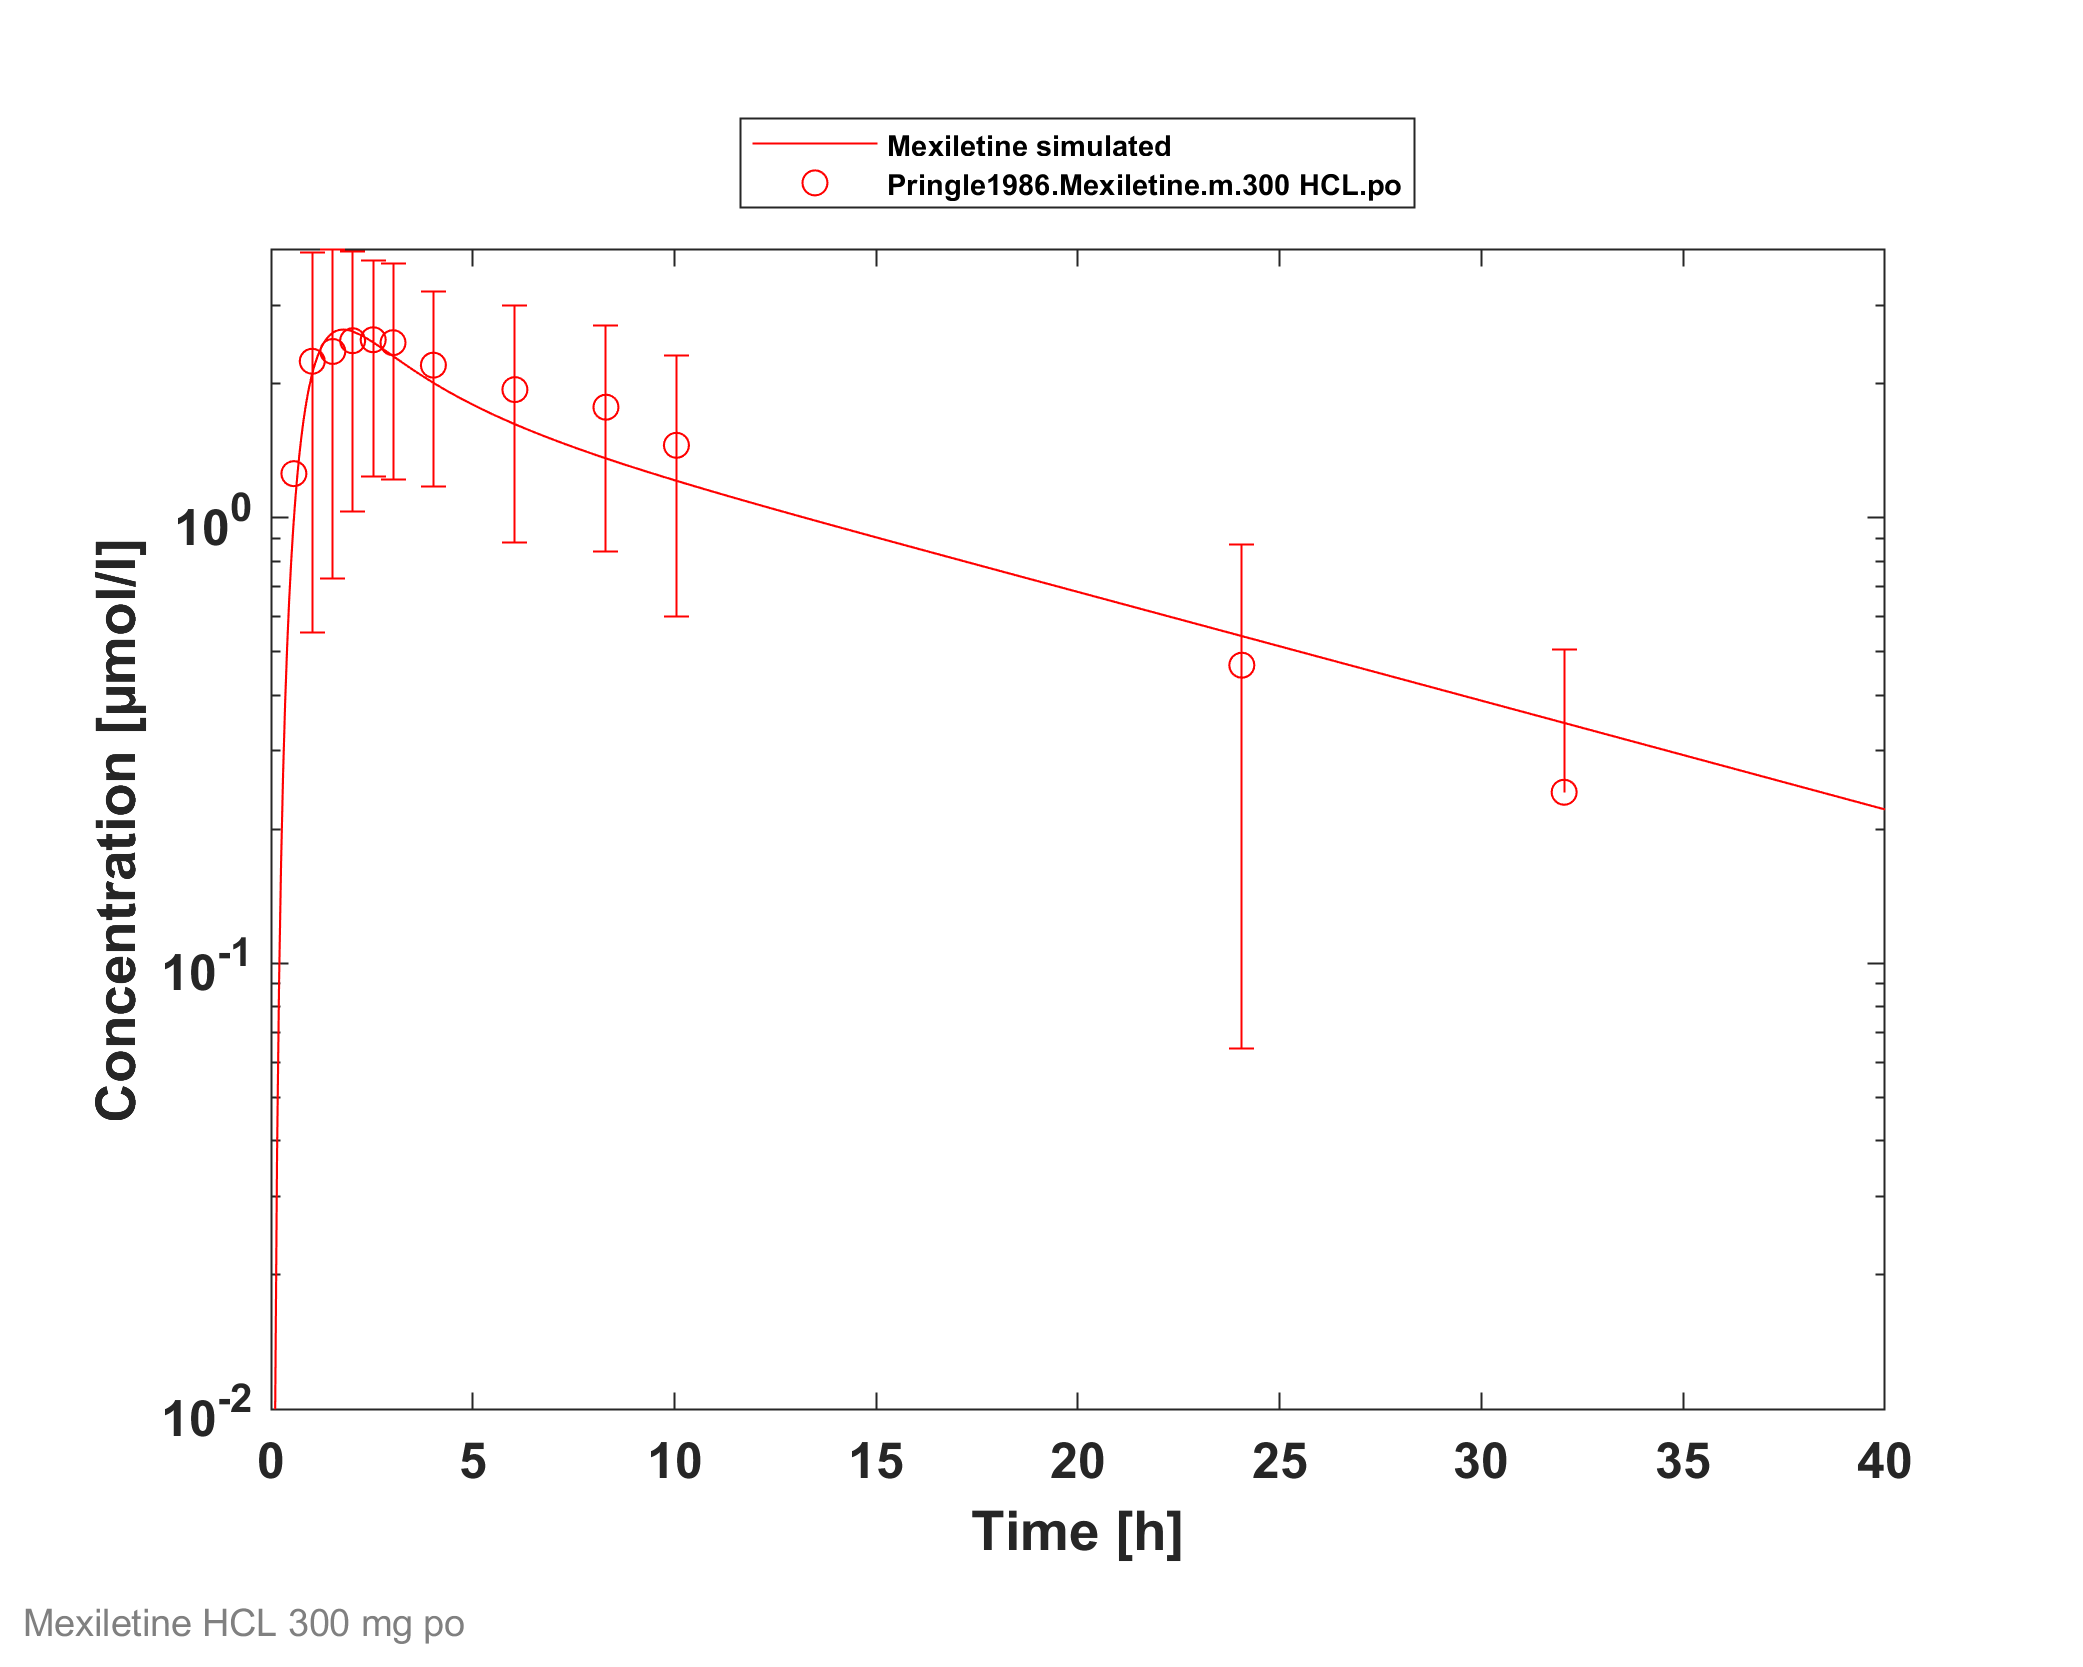 Mexiletine simulated
Pringle1986.Mexiletine.m.300 HCL.po
Concentration [µmol/l]
10^0
10^-1
10^-2
0 5 10 15 20 25 30 35 40
Time [h]
Mexiletine HCL 300 mg po